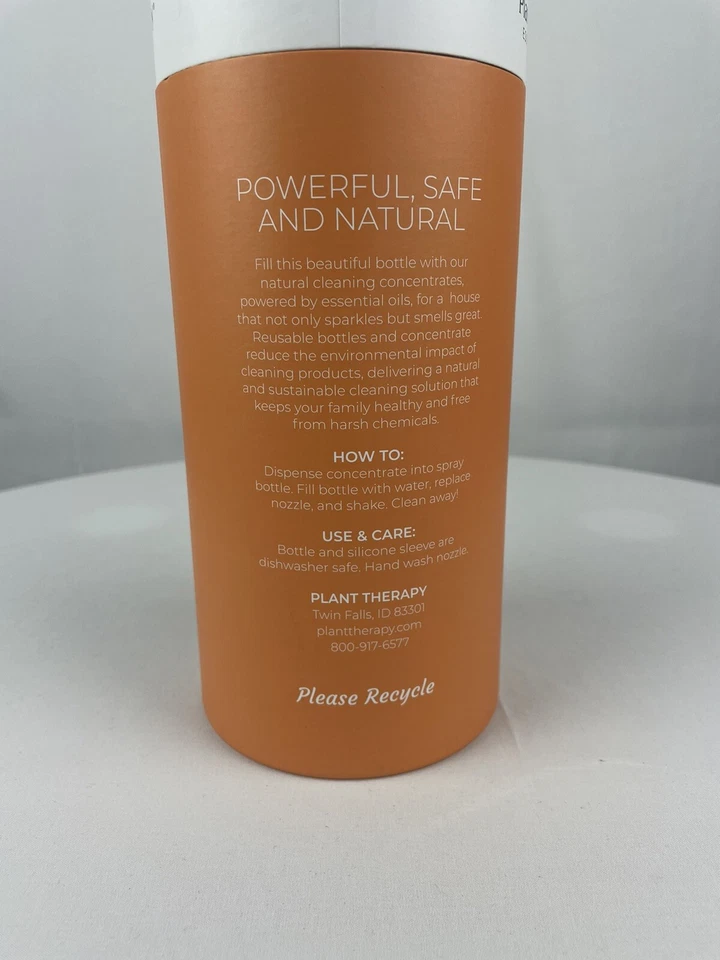 POWERFUL, SAFE
AND NATURAL
Fill this beautiful bottle with our
natural cleaning concentrates,
powered by essential oils, for a house
that not only sparkles but smells great.
Reusable bottles and concentrate
reduce the environmental impact of
cleaning products, delivering a natural
and sustainable cleaning solution that
keeps your family healthy and free
from harsh chemicals.
HOW TO:
Dispense concentrate into spray
bottle. Fill bottle with water, replace
nozzle, and shake. Clean away!
USE & CARE:
Bottle and silicone sleeve are
dishwasher safe. Hand wash nozzle.
PLANT THERAPY
Twin Falls, ID 83301
planttherapy.com
800-917-6577
Please Recycle